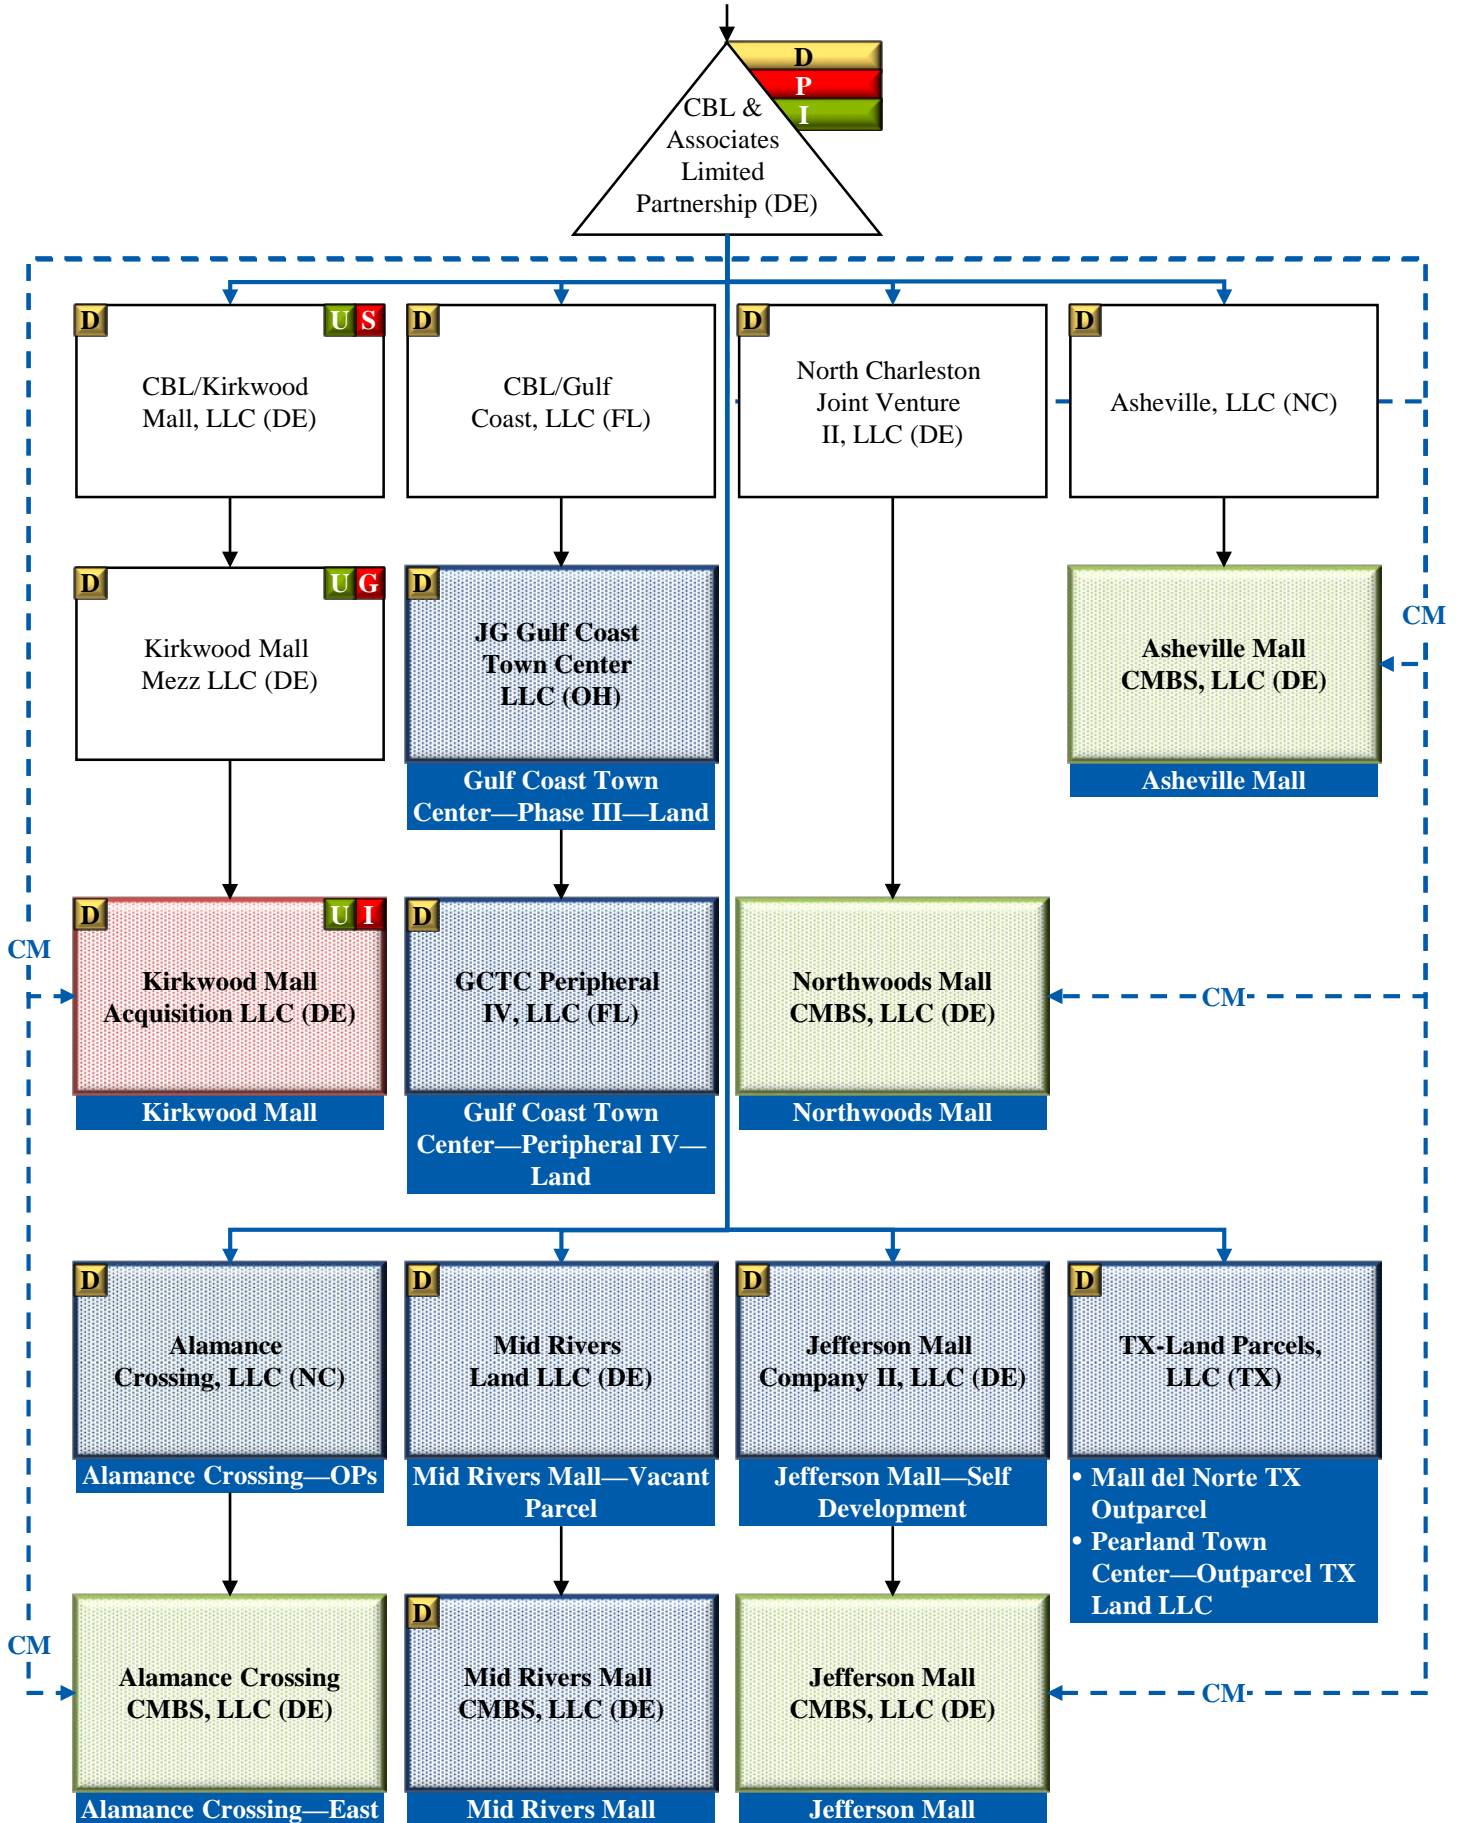 D
P
I
CBL &
Associates
Limited
Partnership (DE)
D
U S
CBL/Kirkwood
Mall, LLC (DE)
D
CBL/Gulf
Coast, LLC (FL)
D
North Charleston
Joint Venture
II, LLC (DE)
D
Asheville, LLC (NC)
D
U G
Kirkwood Mall
Mezz LLC (DE)
D
JG Gulf Coast
Town Center
LLC (OH)
Gulf Coast Town
Center—Phase III—Land
Asheville Mall
CMBS, LLC (DE)
Asheville Mall
CM
CM
D
U I
Kirkwood Mall
Acquisition LLC (DE)
Kirkwood Mall
D
GCTC Peripheral
IV, LLC (FL)
Gulf Coast Town
Center—Peripheral IV—
Land
Northwoods Mall
CMBS, LLC (DE)
Northwoods Mall
CM
D
Alamance
Crossing, LLC (NC)
Alamance Crossing—OPs
D
Mid Rivers
Land LLC (DE)
Mid Rivers Mall—Vacant
Parcel
D
Jefferson Mall
Company II, LLC (DE)
Jefferson Mall—Self
Development
D
TX-Land Parcels,
LLC (TX)
• Mall del Norte TX
Outparcel
• Pearland Town
Center—Outparcel TX
Land LLC
CM
Alamance Crossing
CMBS, LLC (DE)
Alamance Crossing—East
D
Mid Rivers Mall
CMBS, LLC (DE)
Mid Rivers Mall
Jefferson Mall
CMBS, LLC (DE)
Jefferson Mall
CM